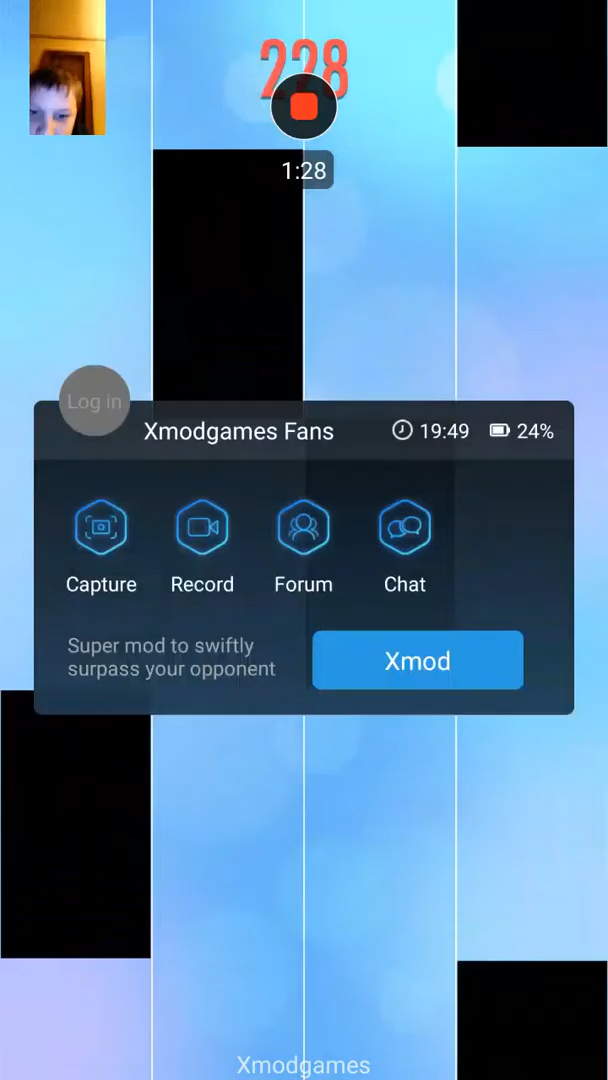 228
1:28
Log in
Xmodgames Fans
19:49
24%
Capture
Record
Forum
Chat
Super mod to swiftly
surpass your opponent
Xmod
Xmodgames